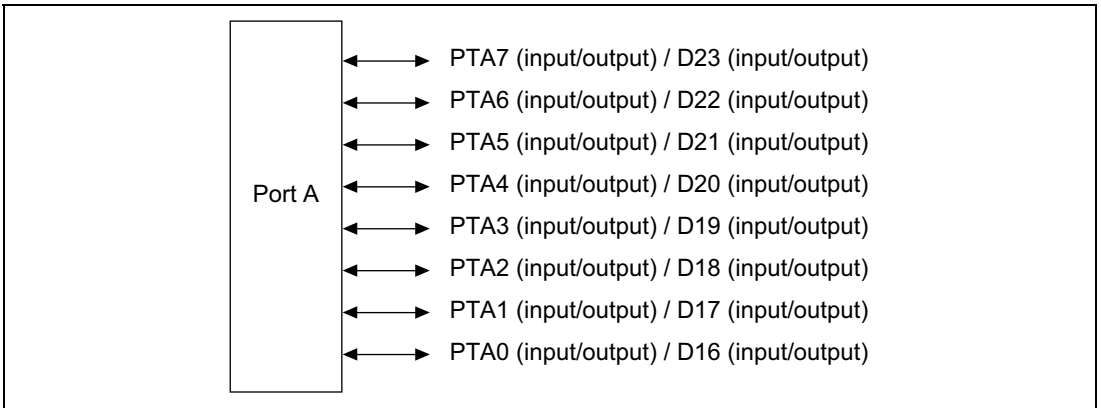 PTA7 (input/output) / D23 (input/output)
PTA6 (input/output) / D22 (input/output)
PTA5 (input/output) / D21 (input/output)
Port A
PTA4 (input/output) / D20 (input/output)
PTA3 (input/output) / D19 (input/output)
PTA2 (input/output) / D18 (input/output)
PTA1 (input/output) / D17 (input/output)
PTA0 (input/output) / D16 (input/output)